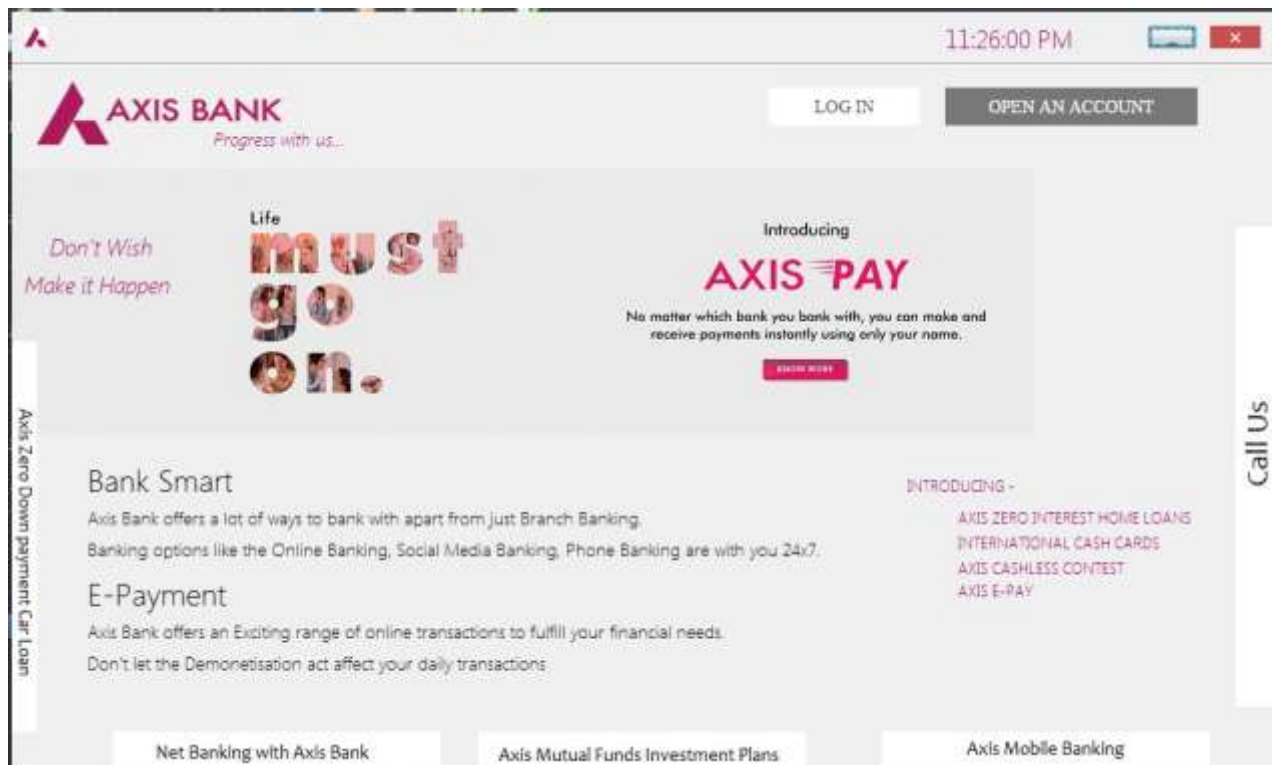 11:26:00 PM
AXIS BANK
Progress with us...
LOG IN
OPEN AN ACCOUNT
Don't Wish
Make it Happen
Life
must
go
on.
Introducing
AXIS PAY
No matter which bank you bank with, you can make and
receive payments instantly using only your name.
KNOW MORE
Axis Zero Down payment Car Loan
Call Us
Bank Smart
Axis Bank offers a lot of ways to bank with apart from just Branch Banking.
Banking options like the Online Banking, Social Media Banking, Phone Banking are with you 24x7.
E-Payment
Axis Bank offers an Exciting range of online transactions to fulfill your financial needs.
Don't let the Demonetisation act affect your daily transactions
INTRODUCING -
AXIS ZERO INTEREST HOME LOANS
INTERNATIONAL CASH CARDS
AXIS CASHLESS CONTEST
AXIS E-PAY
Net Banking with Axis Bank
Axis Mutual Funds Investment Plans
Axis Mobile Banking